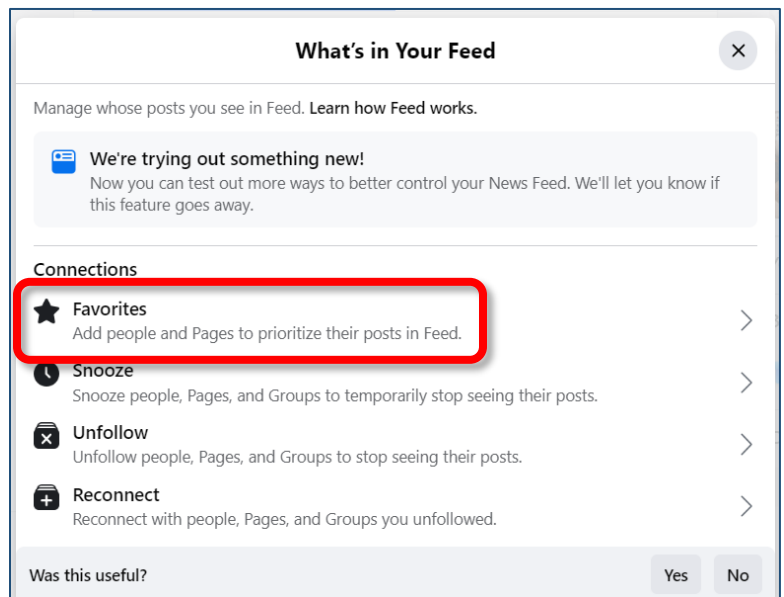 What's in Your Feed
Manage whose posts you see in Feed. Learn how Feed works.
We're trying out something new!
Now you can test out more ways to better control your News Feed. We'll let you know if
this feature goes away.
Connections
Favorites
Add people and Pages to prioritize their posts in Feed.
Snooze
Snooze people, Pages, and Groups to temporarily stop seeing their posts.
Unfollow
Unfollow people, Pages, and Groups to stop seeing their posts.
Reconnect
Reconnect with people, Pages, and Groups you unfollowed.
Was this useful? Yes No